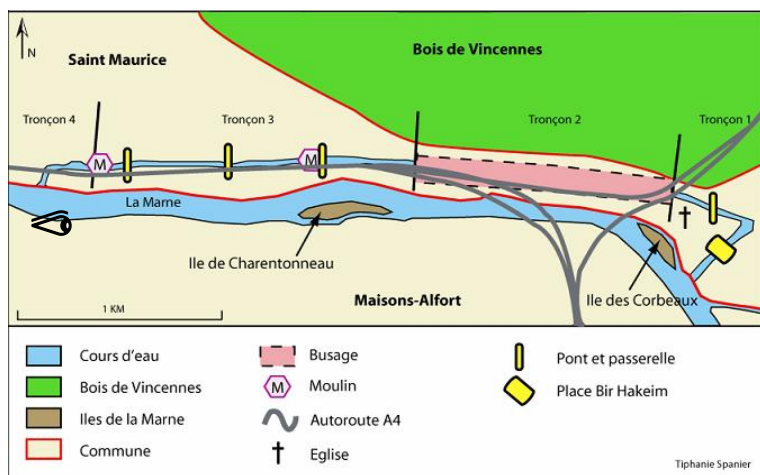 N
Saint Maurice
Bois de Vincennes
Tronçon 4
Tronçon 3
Tronçon 2
Tronçon 1
M
M
La Marne
Ile de Charentonneau
Ile des Corbeaux
1 KM
Maisons-Alfort
Cours d'eau
Bois de Vincennes
Iles de la Marne
Commune
Busage
M Moulin
Autoroute A4
Eglise
Pont et passerelle
Place Bir Hakeim
Tiphanie Spanier